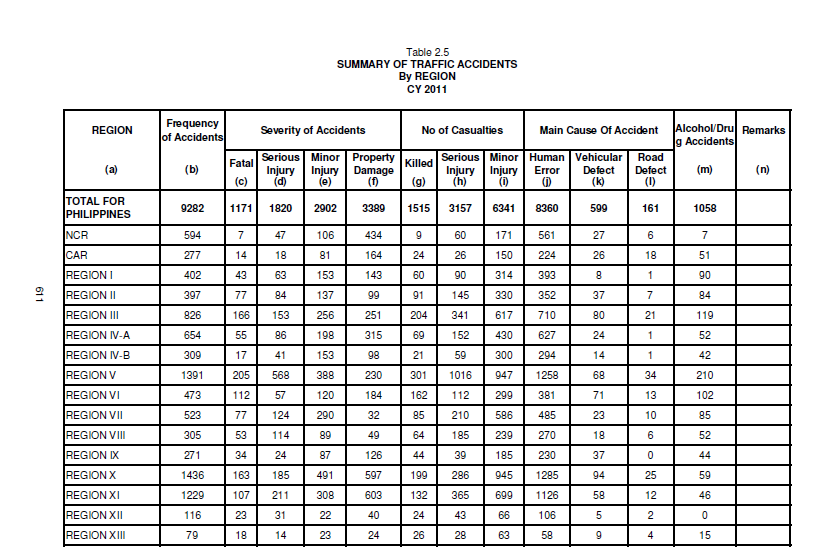 Table 2.5
SUMMARY OF TRAFFIC ACCIDENTS
By REGION
CY 2011
REGION Frequency of Accidents Severity of Accidents No of Casualties Main Cause Of Accident Alcohol/Dru g Accidents Remarks
Fatal Serious Injury Minor Injury Property Damage Killed Serious Injury Minor Injury Human Error Vehicular Defect Road Defect
(a) (b) (c) (d) (e) (f) (g) (h) (i) (j) (k) (l) (m) (n)
TOTAL FOR PHILIPPINES 9282 1171 1820 2902 3389 1515 3157 6341 8360 599 161 1058
NCR 594 7 47 106 434 9 60 171 561 27 6 7
CAR 277 14 18 81 164 24 26 150 224 26 18 51
REGION I 402 43 63 153 143 60 90 314 393 8 1 90
REGION II 397 77 84 137 99 91 145 330 352 37 7 84
REGION III 826 166 153 256 251 204 341 617 710 80 21 119
REGION IV-A 654 55 86 198 315 69 152 430 627 24 1 52
REGION IV-B 309 17 41 153 98 21 59 300 294 14 1 42
REGION V 1391 205 568 388 230 301 1016 947 1258 68 34 210
REGION VI 473 112 57 120 184 162 112 299 381 71 13 102
REGION VII 523 77 124 290 32 85 210 586 485 23 10 85
REGION VIII 305 53 114 89 49 64 185 239 270 18 6 52
REGION IX 271 34 24 87 126 44 39 185 230 37 0 44
REGION X 1436 163 185 491 597 199 286 945 1285 94 25 59
REGION XI 1229 107 211 308 603 132 365 699 1126 58 12 46
REGION XII 116 23 31 22 40 24 43 66 106 5 2 0
REGION XIII 79 18 14 23 24 26 28 63 58 9 4 15